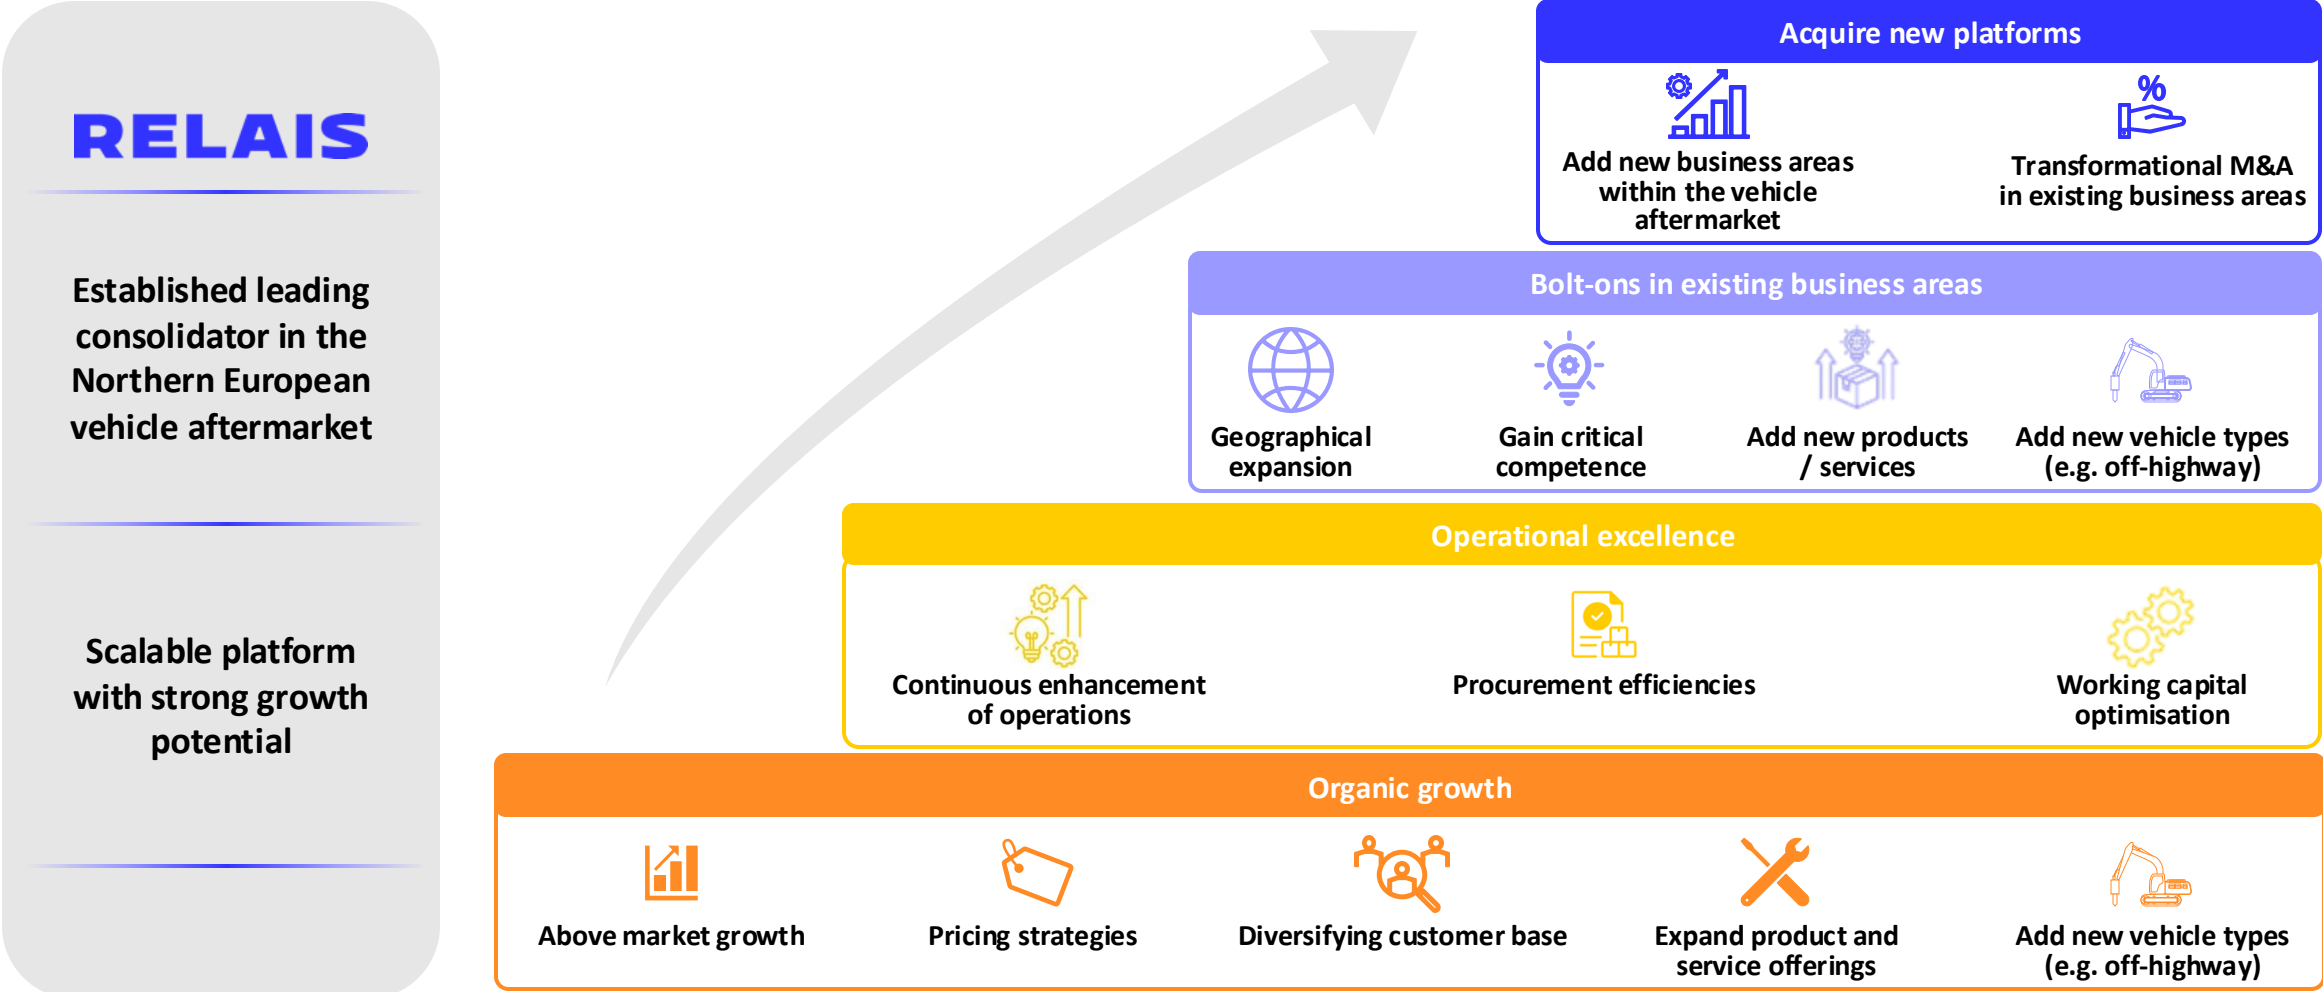 RELAIS
Established leading
consolidator in the
Northern European
vehicle aftermarket
Scalable platform
with strong growth
potential
Acquire new platforms
%
Add new business areas
within the vehicle
aftermarket
Transformational M&A
in existing business areas
Bolt-ons in existing business areas
Geographical
expansion
Gain critical
competence
Add new products
/ services
Add new vehicle types
(e.g. off-highway)
Operational excellence
Continuous enhancement
of operations
Procurement efficiencies
Working capital
optimisation
Organic growth
Above market growth
Pricing strategies
Diversifying customer base
Expand product and
service offerings
Add new vehicle types
(e.g. off-highway)